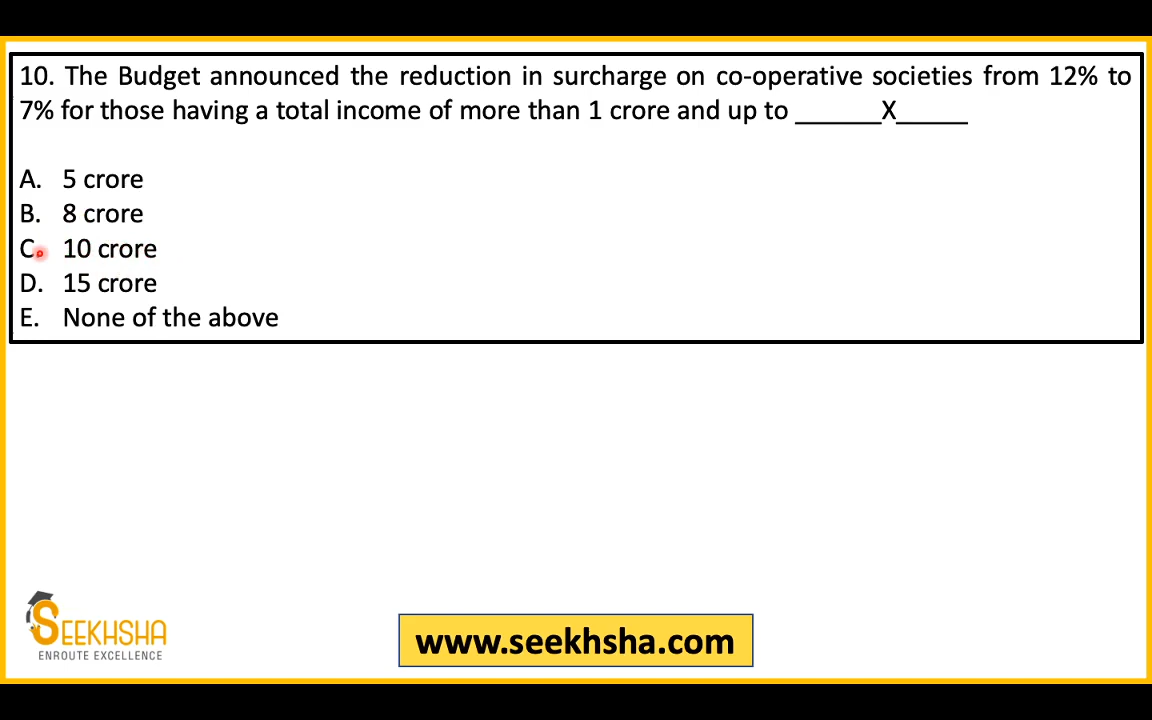 10. The Budget announced the reduction in surcharge on co-operative societies from 12% to
7% for those having a total income of more than 1 crore and up to ______X_____
A. 5 crore
B. 8 crore
C. 10 crore
D. 15 crore
E. None of the above
SEEKHSHA
ENROUTE EXCELLENCE
www.seekhsha.com